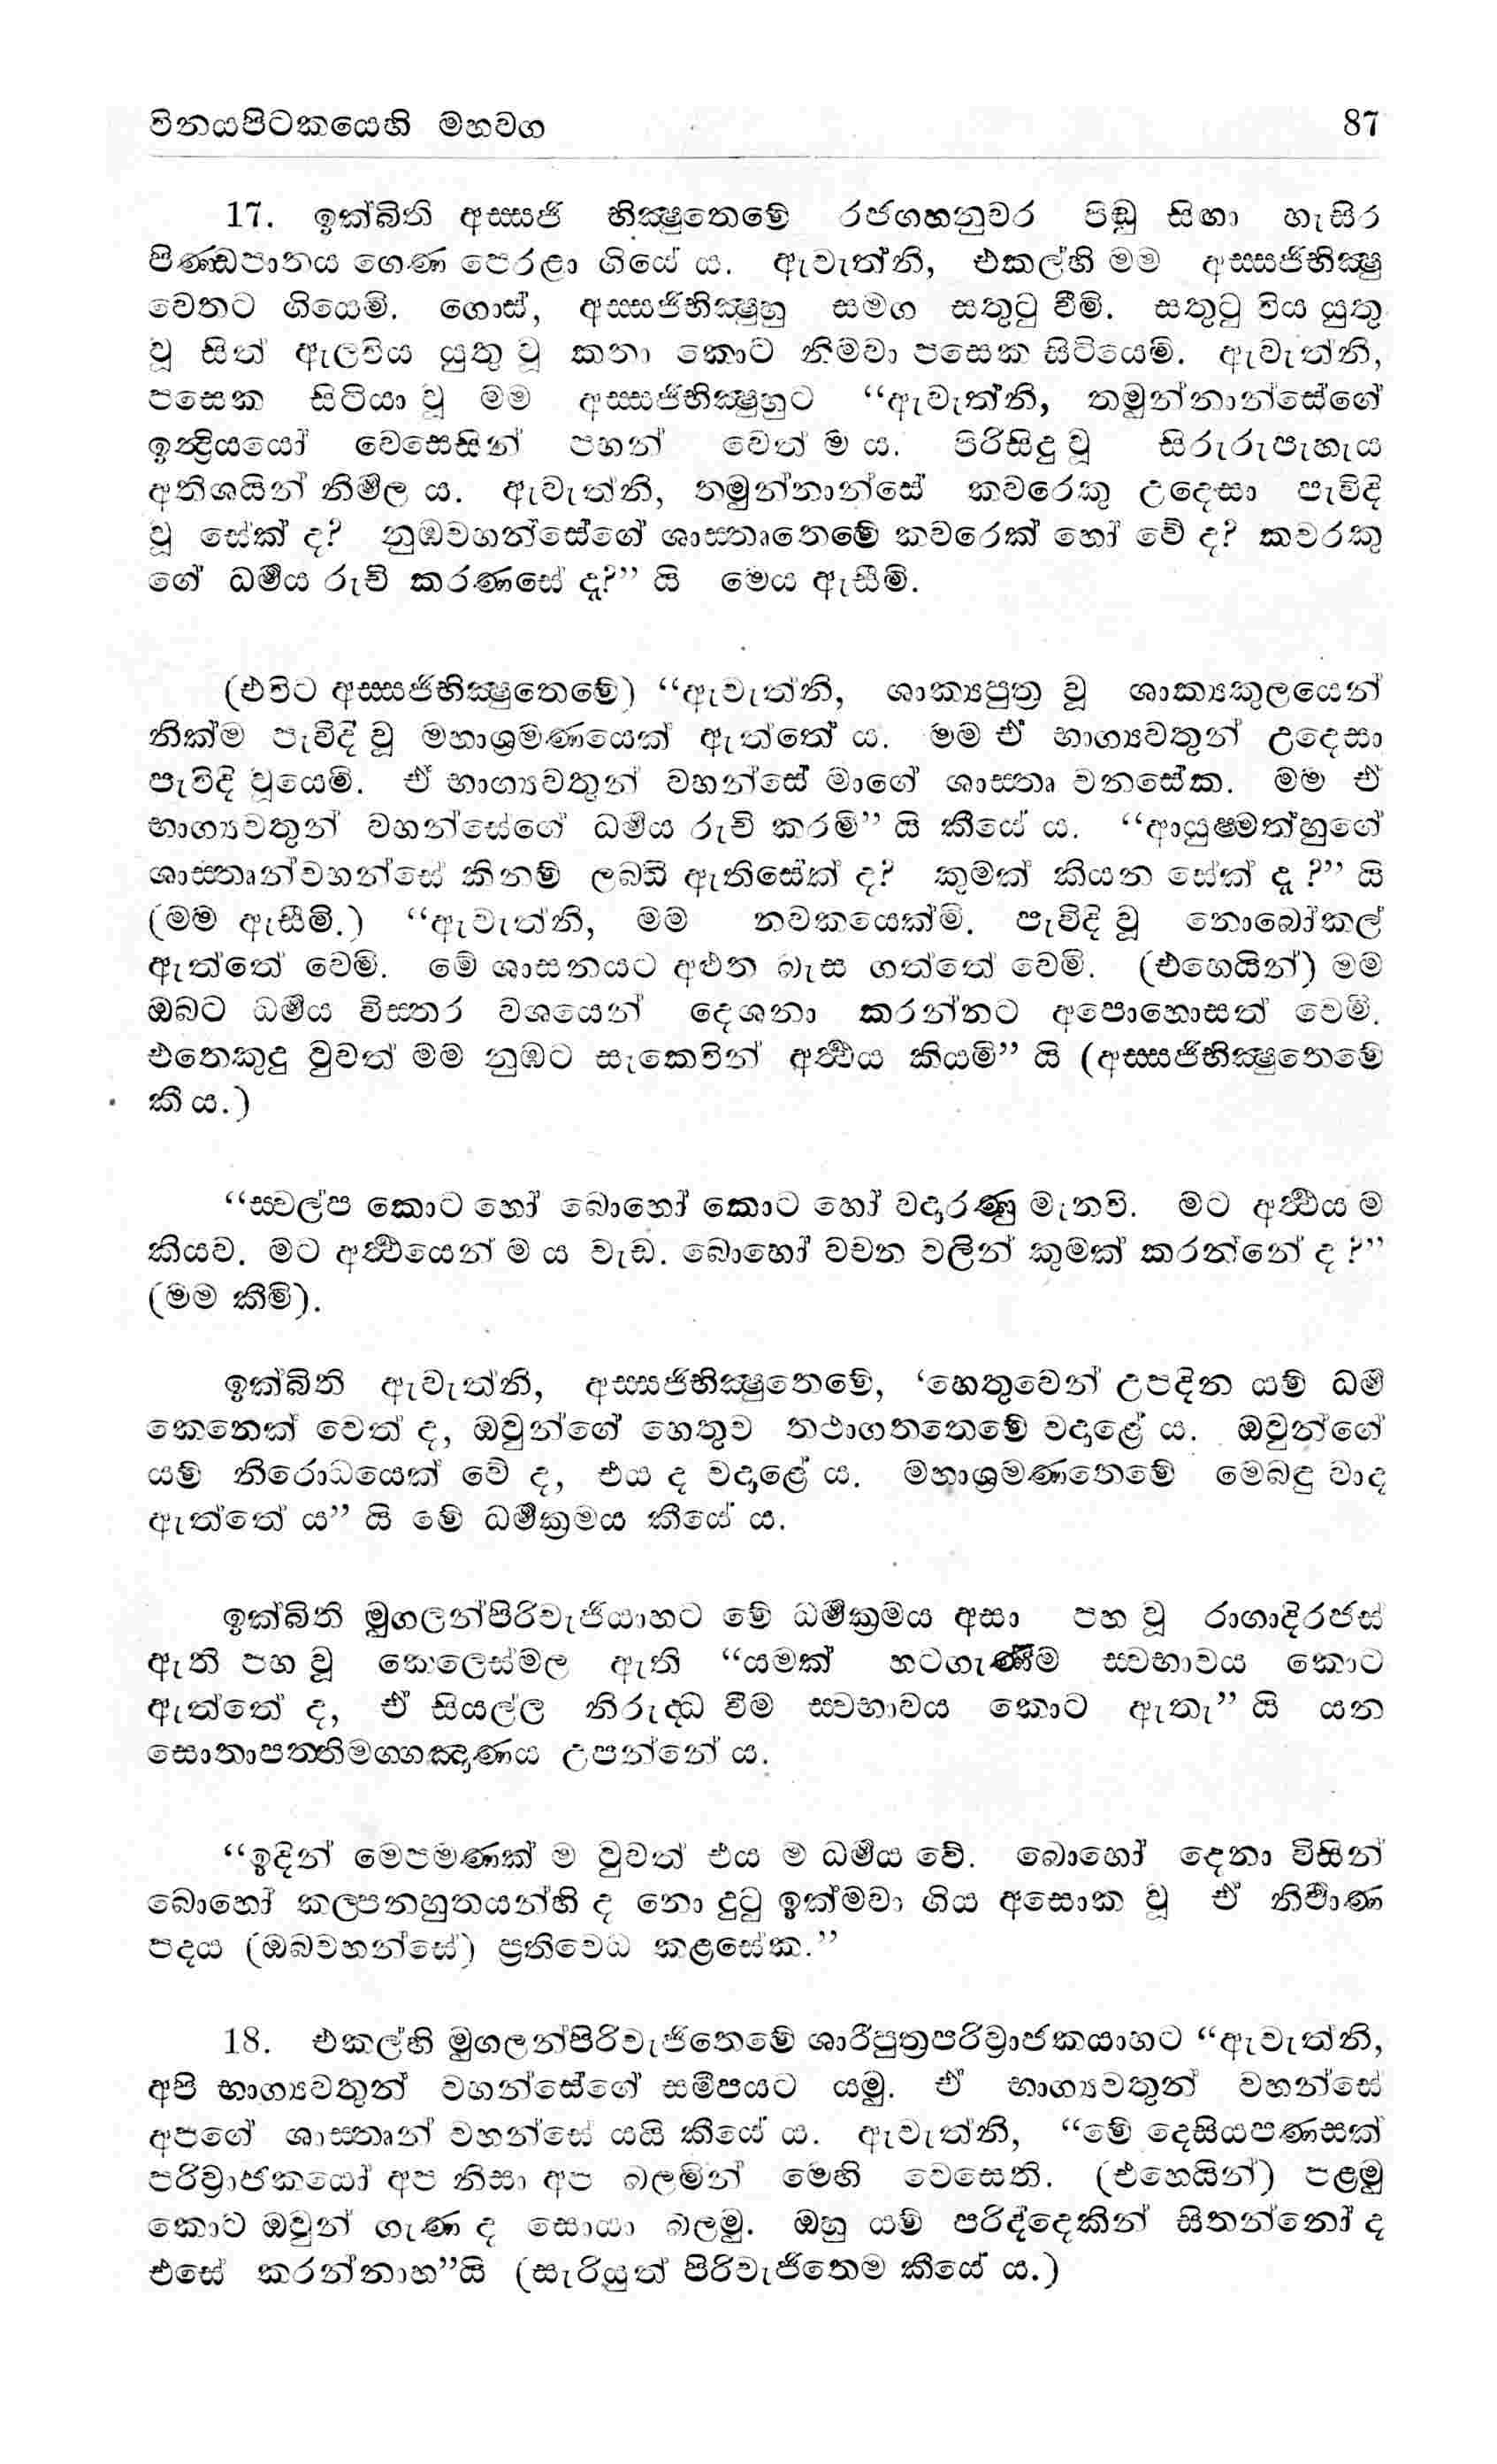 විනයපිටකයෙහි මහවග 87
17. ඉක්බිති අස්සජි භික්‍ෂුතෙමේ රජගහනුවර පිඬු සිඟා හැසිර
පිණ්ඩපාතය ගෙණ පෙරළා ගියේ ය. ඇවැත්නි, එකල්හි මම අස්සජිභික්‍ෂු
වෙතට ගියෙමි. ගොස්, අස්සජිභික්‍ෂුහු සමග සතුටු වීමි. සතුටු විය යුතු
වූ සිත් ඇලවිය යුතු වූ කතා කොට නිමවා පසෙක සිටියෙමි. ඇවැත්නි,
පසෙක සිටියා වූ මම අස්සජිභික්‍ෂුහුට “ඇවැත්නි, තමුන්නාන්සේගේ
ඉන්‍ද්‍රියයෝ වෙසෙසින් පහන් වෙත් ම ය. පිරිසිදු වූ සිරුරුපැහැය
අතිශයින් නිර්‍මල ය. ඇවැත්නි, තමුන්නාන්සේ කවරෙකු උදෙසා පැවිදි
වූ සේක් ද? නුඹවහන්සේගේ ශාස්තෘතෙමේ කවරෙක් හෝ වේ ද? කවරකු
ගේ ධර්‍මය රුචි කරණසේ ද?” යි මෙය ඇසීමි.
(එවිට අස්සජිභික්‍ෂුතෙමේ) “ඇවැත්නි, ශාක්‍යපුත්‍ර වූ ශාක්‍යකුලයෙන්
නික්ම පැවිදි වූ මහාශ්‍රමණයෙක් ඇත්තේ ය. මම ඒ භාග්‍යවතුන් උදෙසා
පැවිදි වූයෙමි. ඒ භාග්‍යවතුන් වහන්සේ මාගේ ශාස්තෘ වනසේක. මම ඒ
භාග්‍යවතුන් වහන්සේගේ ධර්‍මය රුචි කරමි” යි කීයේ ය. “ආයුෂ්මත්හුගේ
ශාස්තෘන්වහන්සේ කිනම් ලබ්ධි ඇතිසේක් ද? කුමක් කියන සේක් ද ?” යි
(මම ඇසීමි.) “ඇවැත්නි, මම නවකයෙක්මි. පැවිදි වූ නොබෝකල්
ඇත්තේ වෙමි. මේ ශාසනයට අළුත බැස ගත්තේ වෙමි. (එහෙයින්) මම
ඔබට ධර්‍මය විස්තර වශයෙන් දෙශනා කරන්නට අපොහොසත් වෙමි.
එතෙකුදු වුවත් මම නුඹට සැකෙවින් අර්‍ථය කියමි” යි (අස්සජිභික්‍ෂුතෙමේ
කී ය.)
“ස්වල්ප කොට හෝ බොහෝ කොට හෝ වදාරණු මැනවි. මට අර්‍ථය ම
කියව. මට අර්‍ථයෙන් ම ය වැඩ. බොහෝ වචන වලින් කුමක් කරන්නේ ද ?”
(මම කීමි).
ඉක්බිති ඇවැත්නි, අස්සජිභික්‍ෂුතෙමේ, ‘හෙතුවෙන් උපදින යම් ධර්‍ම
කෙනෙක් වෙත් ද, ඔවුන්ගේ හෙතුව තථාගතතෙමේ වදාළේ ය. ඔවුන්ගේ
යම් නිරොධයෙක් වේ ද, එය ද වදාළේ ය. මහාශ්‍රමණතෙමේ මෙබඳු වාද
ඇත්තේ ය” යි මේ ධර්‍මක්‍රමය කීයේ ය.
ඉක්බිති මුගලන්පිරිවැජියාහට මේ ධර්‍මක්‍රමය අසා පහ වූ රාගාදිරජස්
ඇති පහ වූ කෙලෙස්මල ඇති “යමක් හටගැණීම ස්වභාවය කොට
ඇත්තේ ද, ඒ සියල්ල නිරුද්ධ වීම ස්වභාවය කොට ඇතැ” යි යන
සොතාපත්තිමග්ගඤාණය උපන්නේ ය.
“ඉදින් මෙපමණක් ම වුවත් එය ම ධර්‍මය වේ. බොහෝ දෙනා විසින්
බොහෝ කල්පනහුතයන්හි ද නො දුටු ඉක්මවා ගිය අසොක වූ ඒ නිර්‍වාණ
පදය (ඔබවහන්සේ) ප්‍රතිවෙධ කළසේක.”
18. එකල්හි මුගලන්පිරිවැජිතෙමේ ශාරීපුත්‍රපරිව්‍රාජකයාහට “ඇවැත්නි,
අපි භාග්‍යවතුන් වහන්සේගේ සමීපයට යමු. ඒ භාග්‍යවතුන් වහන්සේ
අපගේ ශාස්තෘන් වහන්සේ යයි කීයේ ය. ඇවැත්නි, “මේ දෙසියපණසක්
පරිව්‍රාජකයෝ අප නිසා අප බලමින් මෙහි වෙසෙති. (එහෙයින්) පළමු
කොට ඔවුන් ගැණ ද සොයා බලමු. ඔහු යම් පරිද්දෙකින් සිතන්නෝ ද
එසේ කරන්නාහ”යි (සැරියුත් පිරිවැජිතෙම කීයේ ය.)